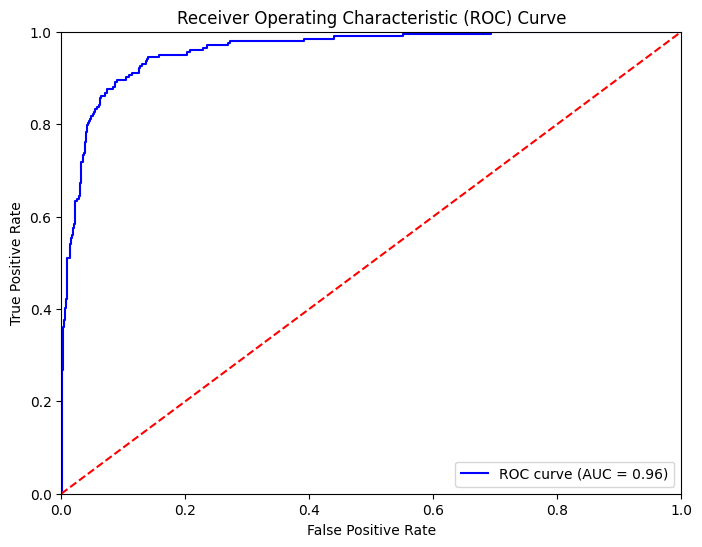 Receiver Operating Characteristic (ROC) Curve
1.0
0.8
0.6
0.4
0.2
0.0
True Positive Rate
ROC curve (AUC = 0.96)
0.0 0.2 0.4 0.6 0.8 1.0
False Positive Rate